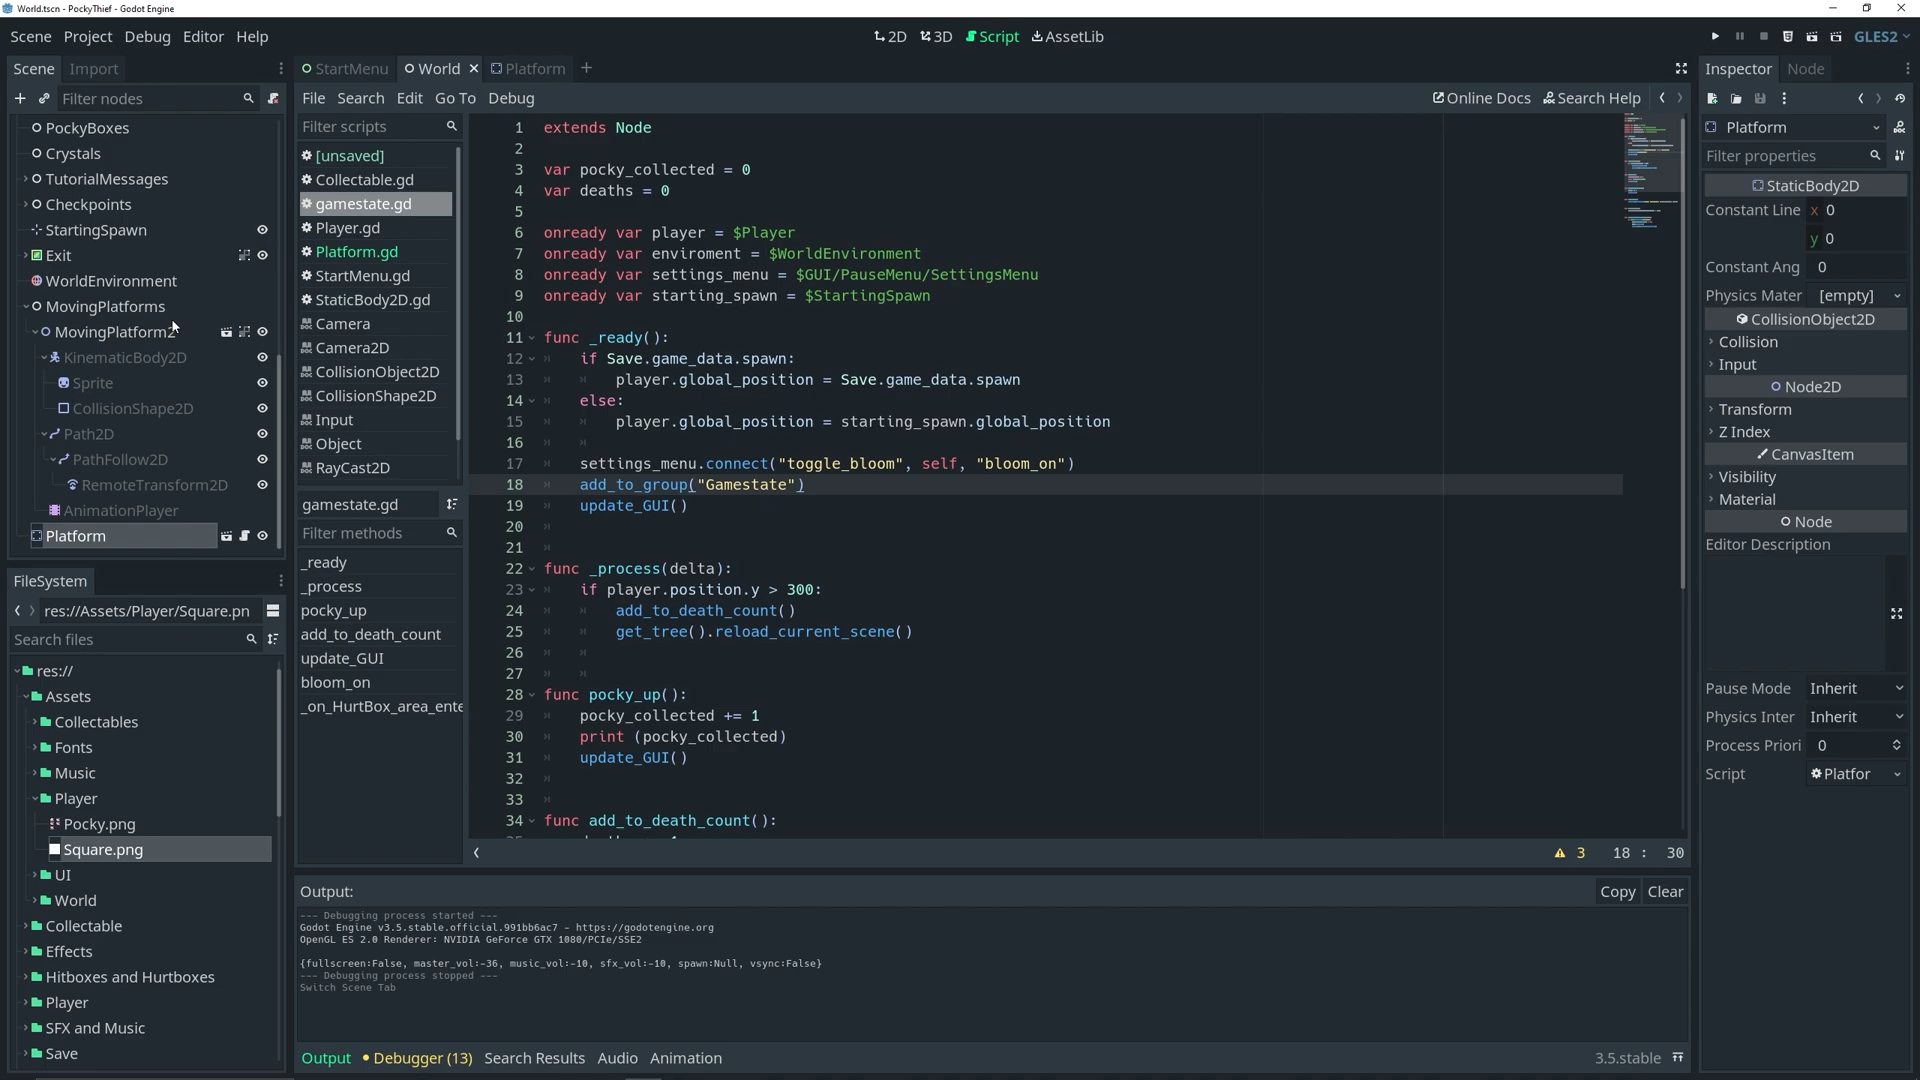 World.tscn - PockyThief - Godot Engine
Scene Project Debug Editor Help
2D 3D Script AssetLib
GLES2
Scene Import
Filter nodes
PockyBoxes
Crystals
TutorialMessages
Checkpoints
StartingSpawn
Exit
WorldEnvironment
MovingPlatforms
MovingPlatform2
KinematicBody2D
Sprite
CollisionShape2D
Path2D
PathFollow2D
RemoteTransform2D
AnimationPlayer
Platform
FileSystem
res://Assets/Player/Square.pn
Search files
res://
Assets
Collectables
Fonts
Music
Player
Pocky.png
Square.png
UI
World
Collectable
Effects
Hitboxes and Hurtboxes
Player
SFX and Music
Save
StartMenu World Platform
File Search Edit Go To Debug
Online Docs Search Help
Filter scripts
[unsaved]
Collectable.gd
gamestate.gd
Player.gd
Platform.gd
StartMenu.gd
StaticBody2D.gd
Camera
Camera2D
CollisionObject2D
CollisionShape2D
Input
Object
RayCast2D
gamestate.gd
Filter methods
_ready
_process
pocky_up
add_to_death_count
update_GUI
bloom_on
_on_HurtBox_area_ente
1 extends Node
2
3 var pocky_collected = 0
4 var deaths = 0
5
6 onready var player = $Player
7 onready var enviroment = $WorldEnvironment
8 onready var settings_menu = $GUI/PauseMenu/SettingsMenu
9 onready var starting_spawn = $StartingSpawn
10
11 func _ready():
12 if Save.game_data.spawn:
13 player.global_position = Save.game_data.spawn
14 else:
15 player.global_position = starting_spawn.global_position
16
17 settings_menu.connect("toggle_bloom", self, "bloom_on")
18 add_to_group("Gamestate")
19 update_GUI()
20
21
22 func _process(delta):
23 if player.position.y > 300:
24 add_to_death_count()
25 get_tree().reload_current_scene()
26
27
28 func pocky_up():
29 pocky_collected += 1
30 print (pocky_collected)
31 update_GUI()
32
33
34 func add_to_death_count():
3 18 : 30
Output:
Copy Clear
--- Debugging process started ---
Godot Engine v3.5.stable.official.991bb6ac7 - https://godotengine.org
OpenGL ES 2.0 Renderer: NVIDIA GeForce GTX 1080/PCIe/SSE2
{fullscreen:False, master_vol:-36, music_vol:-10, sfx_vol:-10, spawn:Null, vsync:False}
--- Debugging process stopped ---
Switch Scene Tab
Output Debugger (13) Search Results Audio Animation
3.5.stable
Inspector Node
Platform
Filter properties
StaticBody2D
Constant Line x 0
y 0
Constant Ang 0
Physics Mater [empty]
CollisionObject2D
Collision
Input
Node2D
Transform
Z Index
CanvasItem
Visibility
Material
Node
Editor Description
Pause Mode Inherit
Physics Inter Inherit
Process Priori 0
Script Platfor